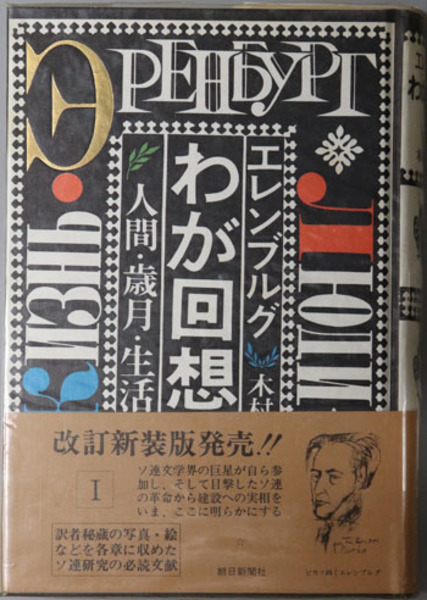 ЭРЕНБУРГ
ЛЮДИ
ИЗНЬ
エレンブルグ
木村
わが回想
人間・歳月・生活
改訂新装版発売!!
I
ソ連文学界の巨星が自ら参
加し、そして目撃したソ連
の革命から建設への実相を
いま、ここに明らかにする
訳者秘蔵の写真・絵
などを各章に収めた
ソ連研究の必読文献
朝日新聞社
ピカソ画くエレンブルグ